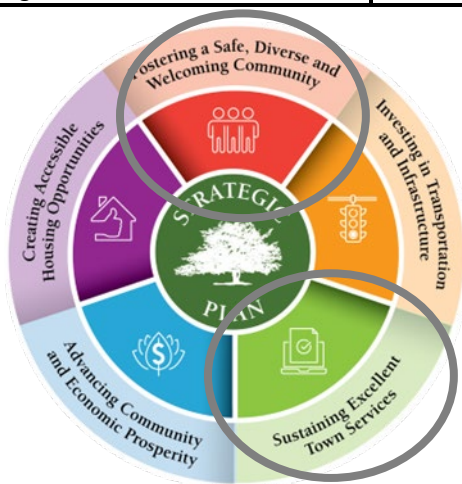 Fostering a Safe, Diverse and
Welcoming Community
Investing in Transportation
and Infrastructure
Sustaining Excellent
Town Services
Advancing Community
and Economic Prosperity
Creating Accessible
Housing Opportunities
STRATEGIC
PLAN
$